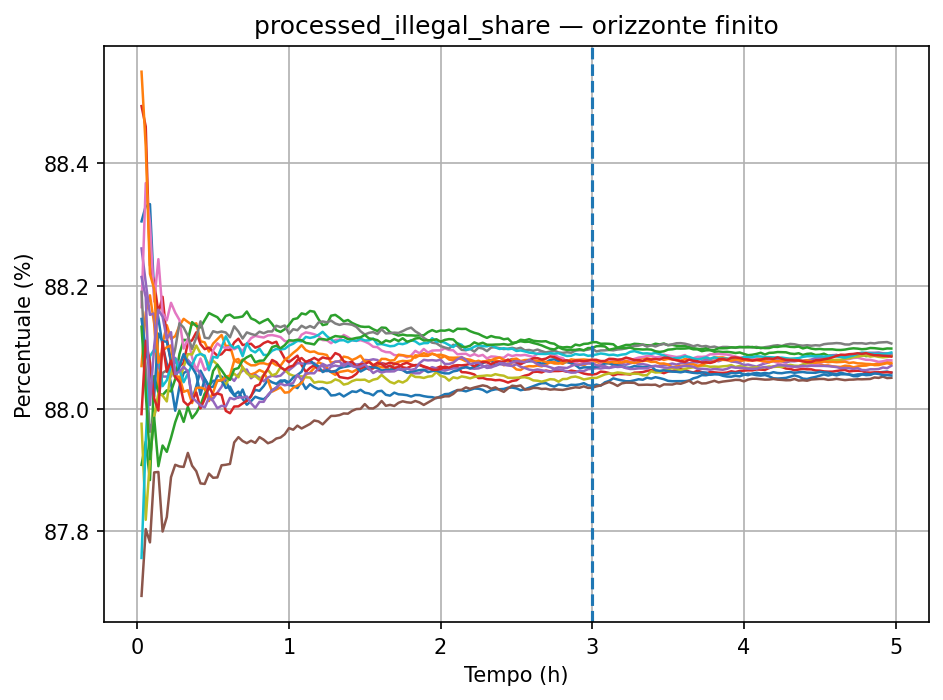 processed_illegal_share — orizzonte finito
Percentuale (%)
88.4
88.2
88.0
87.8
0 1 2 3 4 5
Tempo (h)